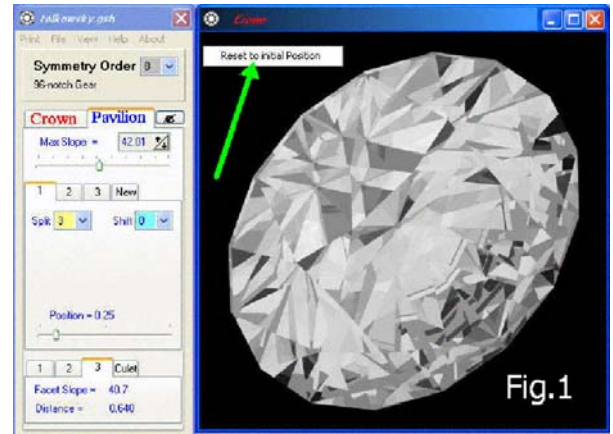 tolkowsky.gsh
Print File View Help About
Symmetry Order 8
96-notch Gear
Crown Pavilion
Max Slope = 42.01
1 2 3 New
Split 3 Shift 0
Position = 0.25
1 2 3 Culet
Facet Slope = 40.7
Distance = 0.640
Crown
Reset to initial Position
Fig.1